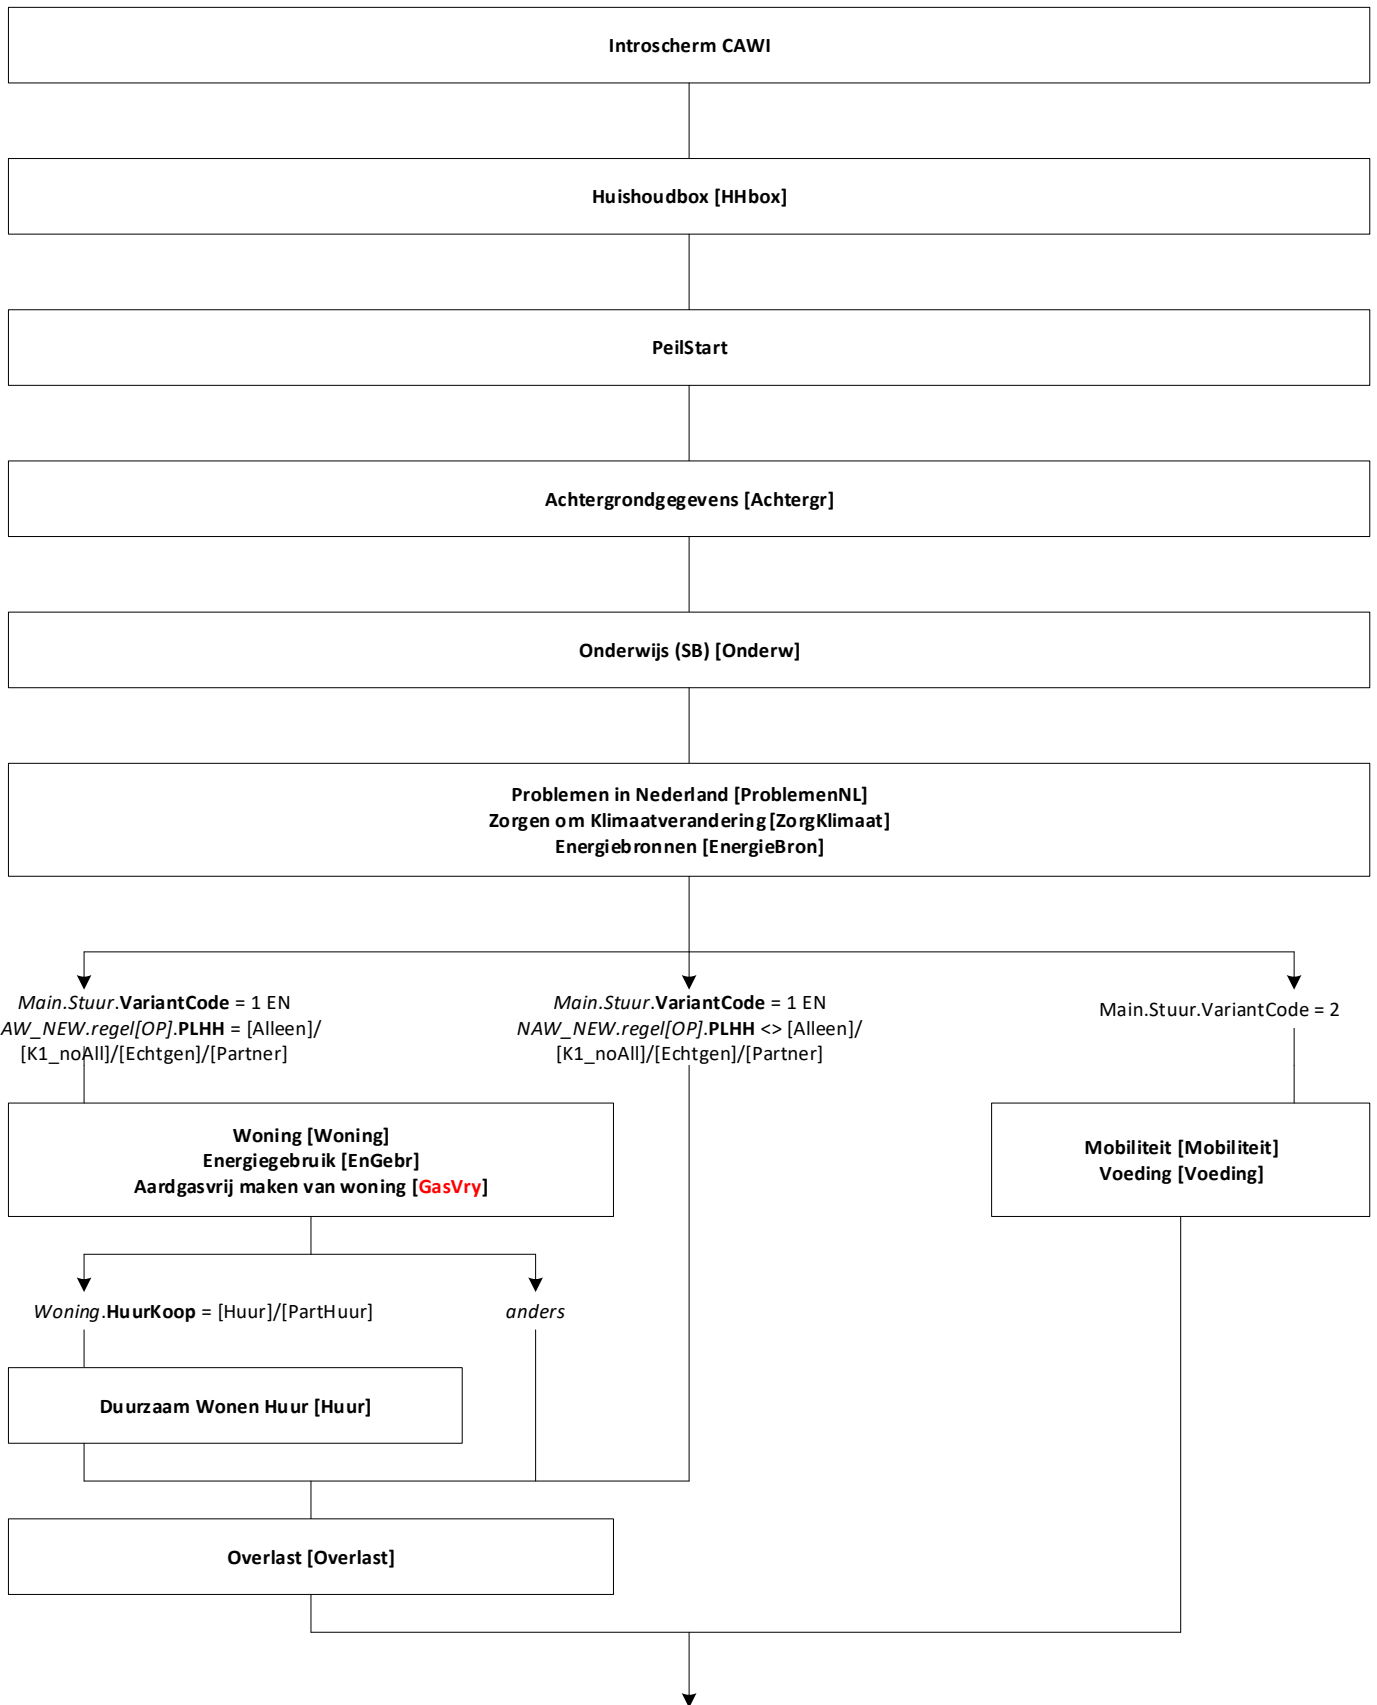 Introscherm CAWI
Huishoudbox [HHbox]
PeilStart
Achtergrondgegevens [Achtergr]
Onderwijs (SB) [Onderw]
Problemen in Nederland [ProblemenNL]
Zorgen om Klimaatverandering [ZorgKlimaat]
Energiebronnen [EnergieBron]
Main.Stuur.VariantCode = 1 EN
AW_NEW.regel[OP].PLHH = [Alleen]/
[K1_noAll]/[Echtgen]/[Partner]
Main.Stuur.VariantCode = 1 EN
NAW_NEW.regel[OP].PLHH <> [Alleen]/
[K1_noAll]/[Echtgen]/[Partner]
Main.Stuur.VariantCode = 2
Woning [Woning]
Energiegebruik [EnGebr]
Aardgasvrij maken van woning [GasVry]
Mobiliteit [Mobiliteit]
Voeding [Voeding]
Woning.HuurKoop = [Huur]/[PartHuur]
anders
Duurzaam Wonen Huur [Huur]
Overlast [Overlast]